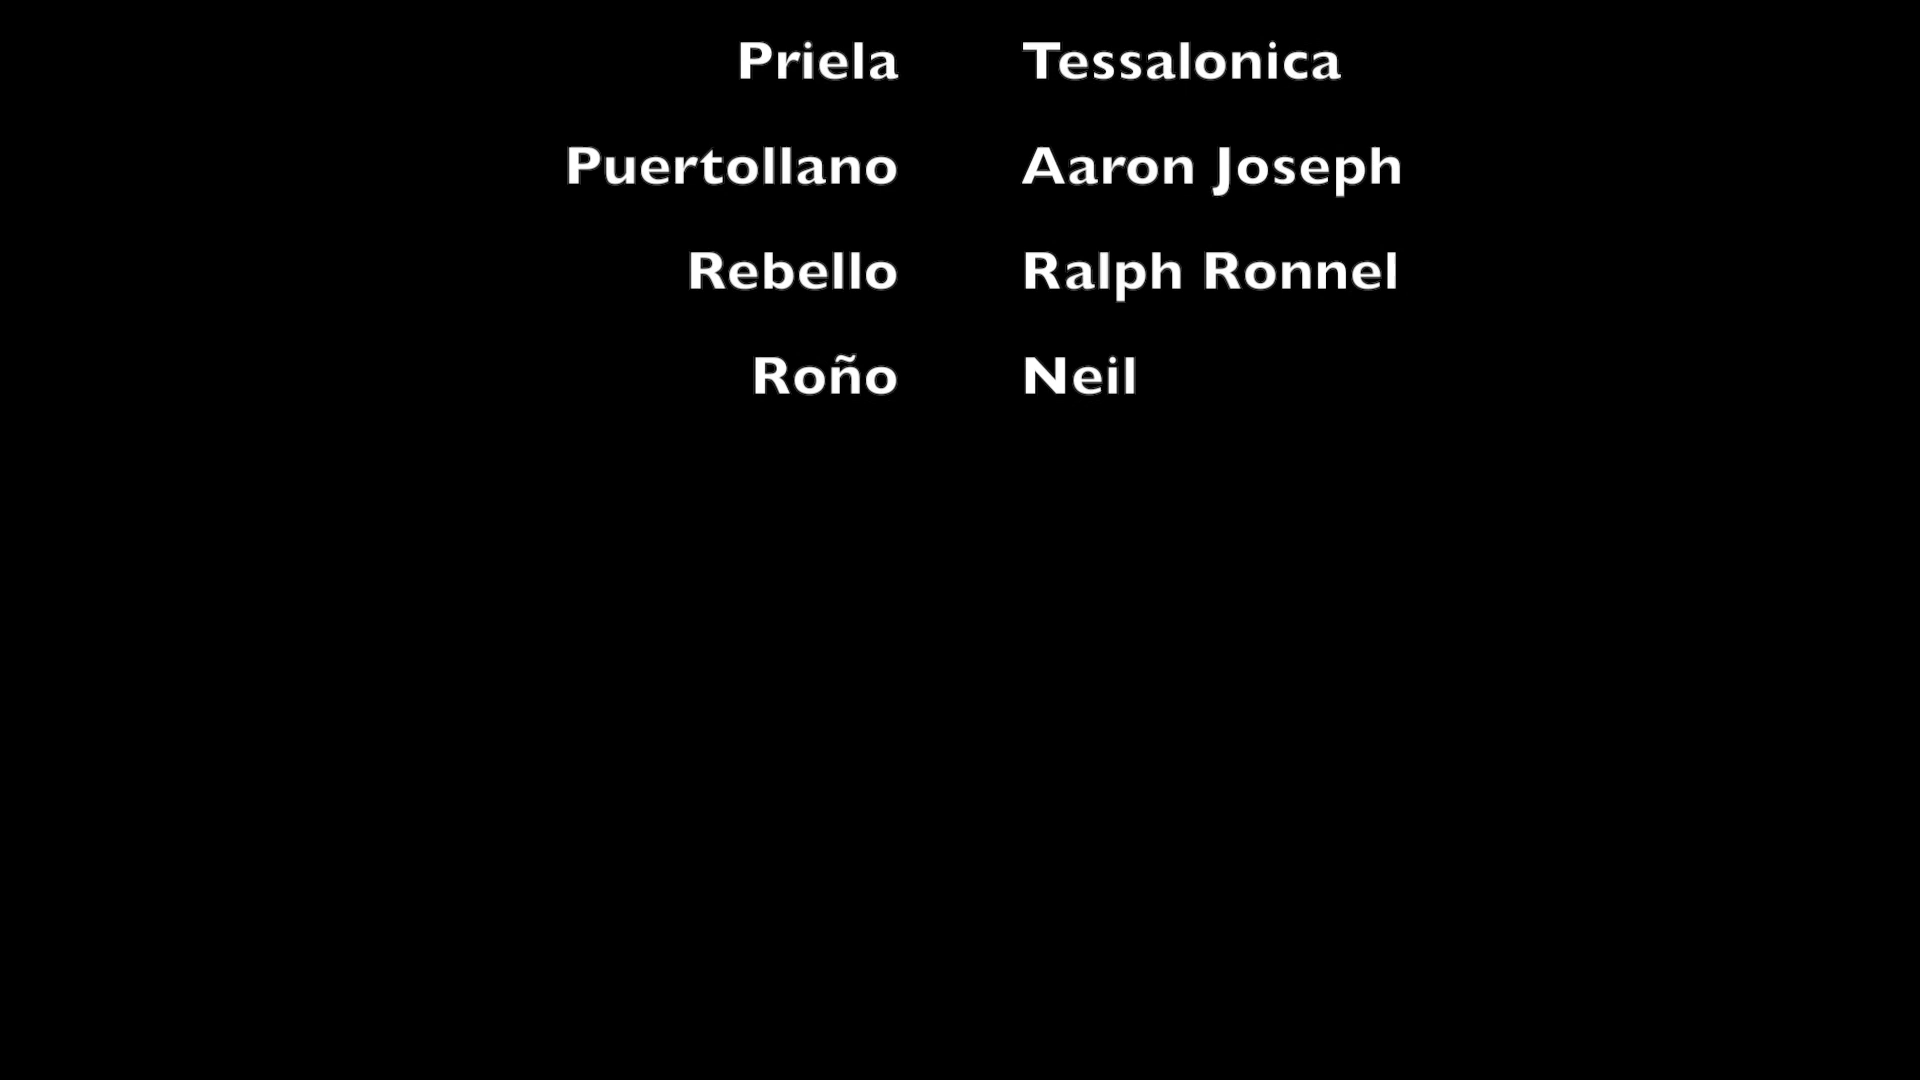 Priela Tessalonica
Puertollano Aaron Joseph
Rebello Ralph Ronnel
Roño Neil